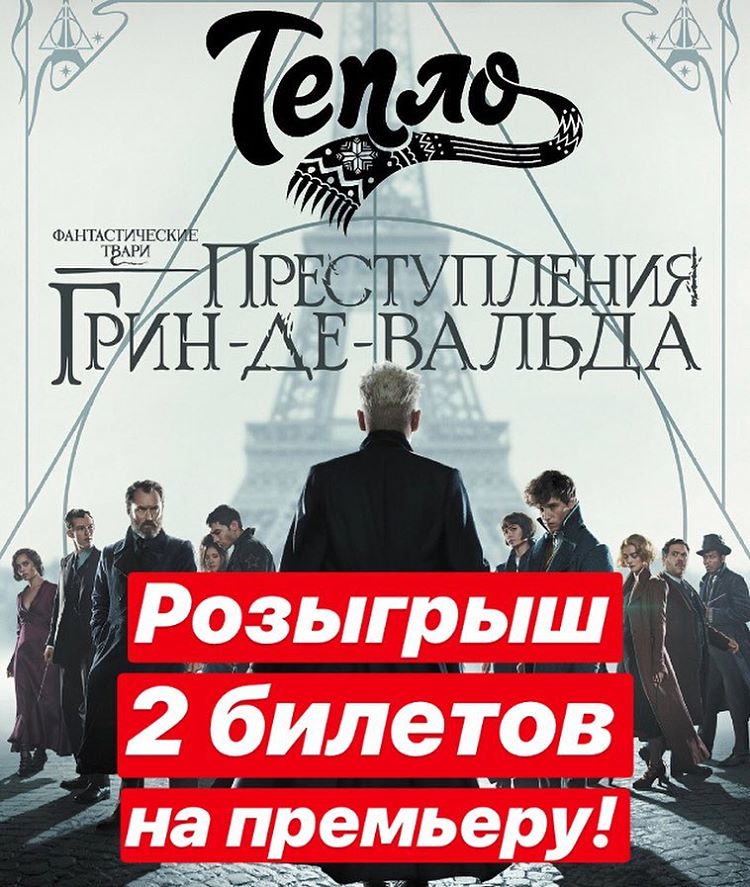 Тепло
ФАНТАСТИЧЕСКИЕ
ТВАРИ
ПРЕСТУПЛЕНИЯ
ГРИН-ДЕ-ВАЛЬДА
Розыгрыш
2 билетов
на премьеру!